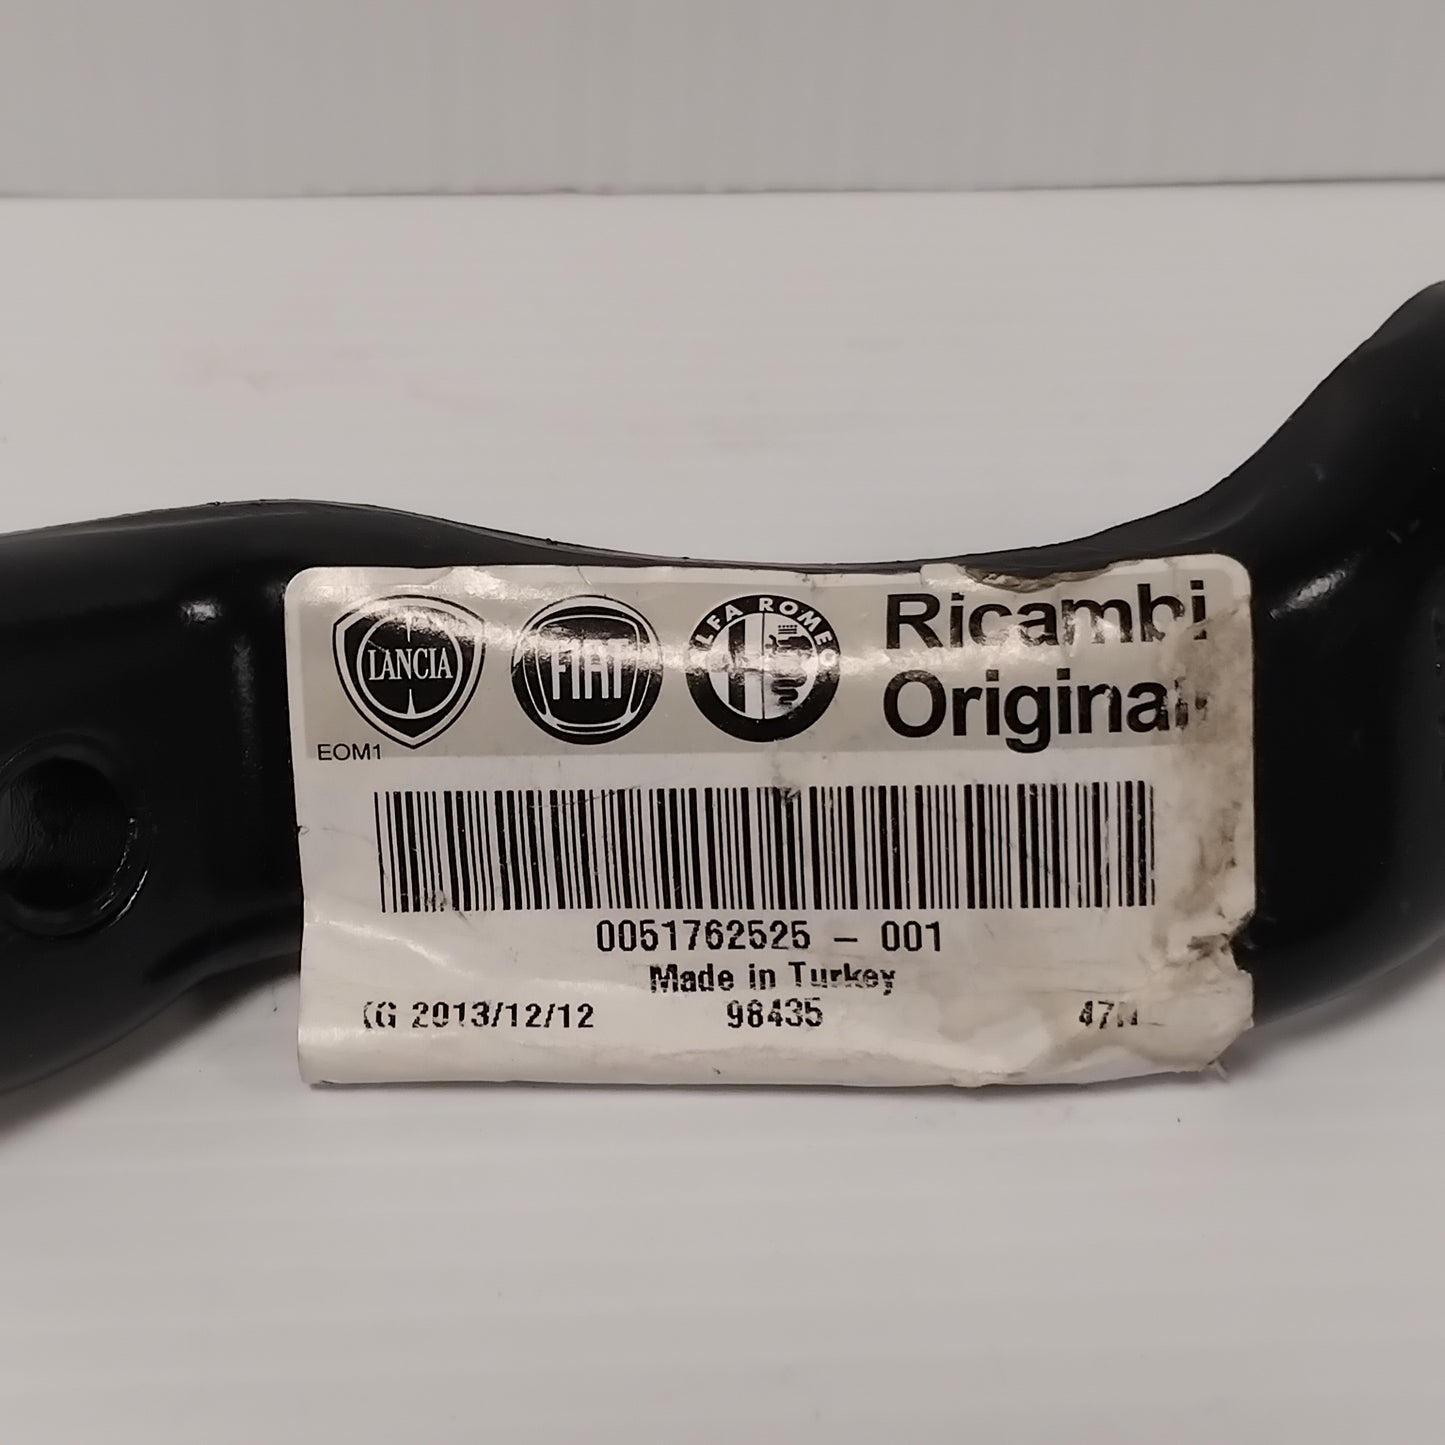 LANCIA
FIAT
ALFA ROMEO
Ricambi
Original
EOM1
0051762525 - 001
Made in Turkey
2013/12/12 98435